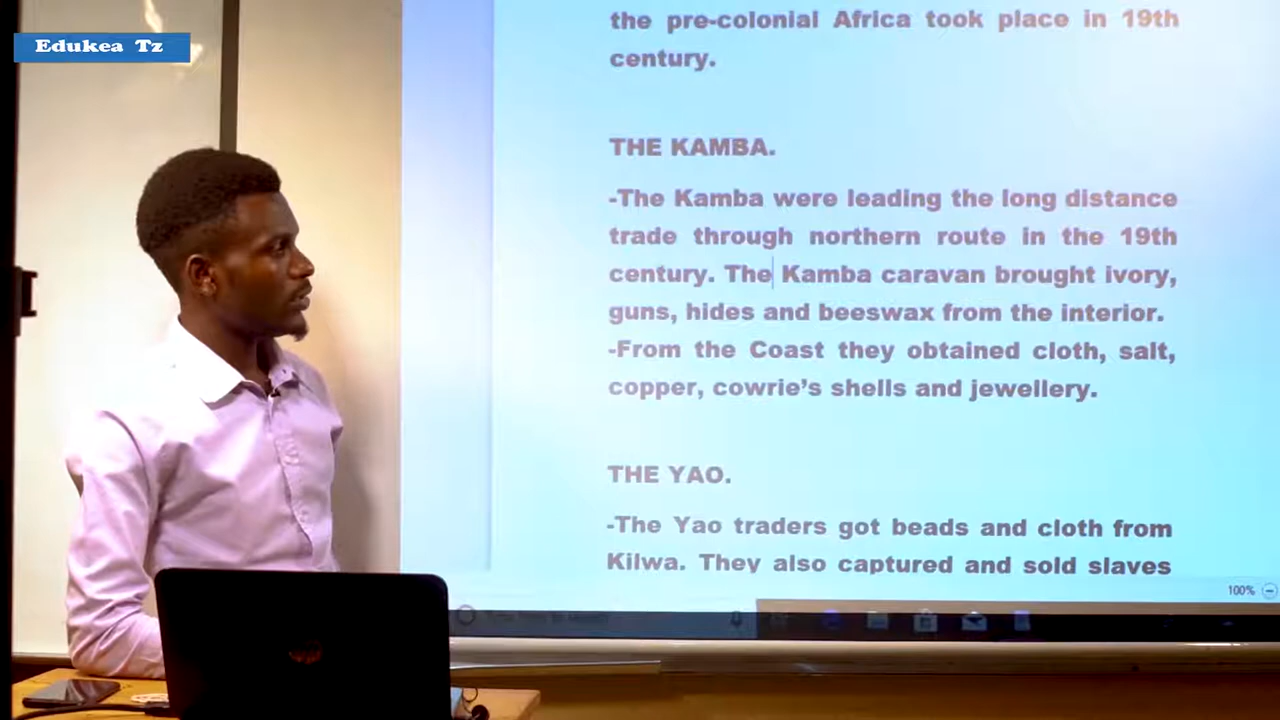 Edukea Tz
the pre-colonial Africa took place in 19th
century.
THE KAMBA.
-The Kamba were leading the long distance
trade through northern route in the 19th
century. The Kamba caravan brought ivory,
guns, hides and beeswax from the interior.
-From the Coast they obtained cloth, salt,
copper, cowrie's shells and jewellery.
THE YAO.
-The Yao traders got beads and cloth from
Kilwa. They also captured and sold slaves
100%